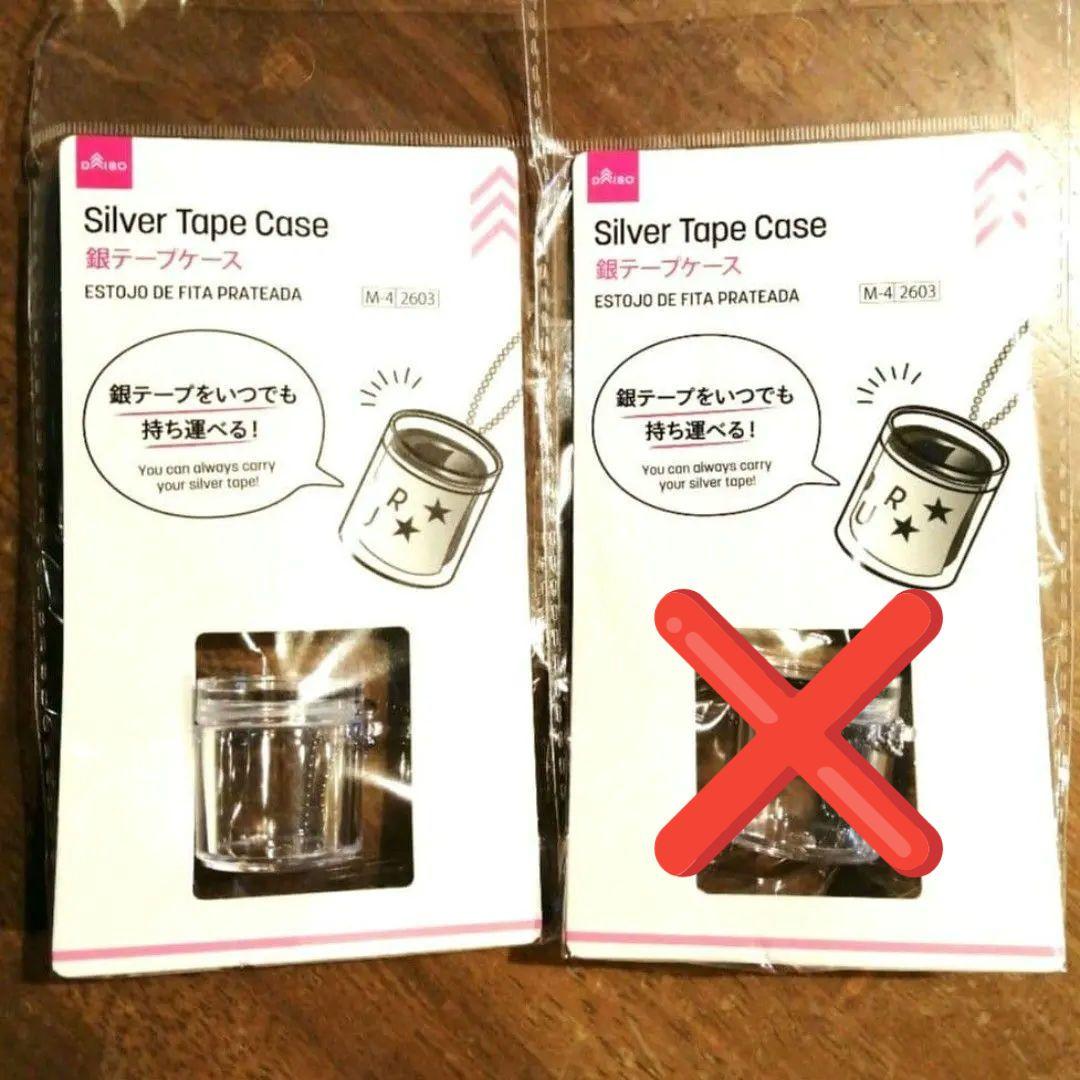 DAISO
Silver Tape Case
銀テープケース
ESTOJO DE FITA PRATEADA
M-4 2603
銀テープをいつでも
持ち運べる!
You can always carry
your silver tape!
R
J
DAISO
Silver Tape Case
銀テープケース
ESTOJO DE FITA PRATEADA
M-4 2603
銀テープをいつでも
持ち運べる!
You can always carry
your silver tape!
R
U